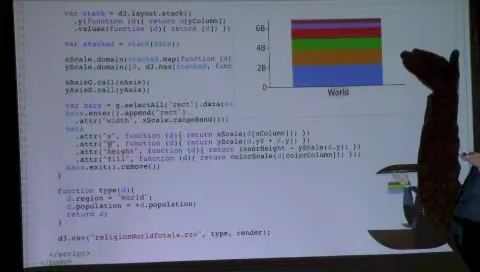 var stack = d3.layout.stack()
.y(function (d){ return d[yColumn];
.values(function (d){ return [d]; })
var stacked = stack(data);
xScale.domain(stacked.map(function (d)
yScale.domain([0, d3.max(stacked, func
xAxisG.call(xAxis);
yAxisG.call(yAxis);
var bars = g.selectAll("rect").data(
bars.enter().append("rect")
.attr("width", xScale.rangeBand());
bars
.attr("x", function (d){ return xScale(d[xColumn]); })
.attr("y", function (d){ return yScale(d.y0 + d.y); })
.attr("height", function (d){ return innerHeight - yScale(d.y); })
.attr("fill", function (d){ return colorScale(d[colorColumn]); });
bars.exit().remove();
}
function type(d){
d.region = "World";
d.population = +d.population;
return d;
}
d3.csv("religionWorldTotals.csv", type, render);
</script>
</body>
6B
4B
2B
0
World